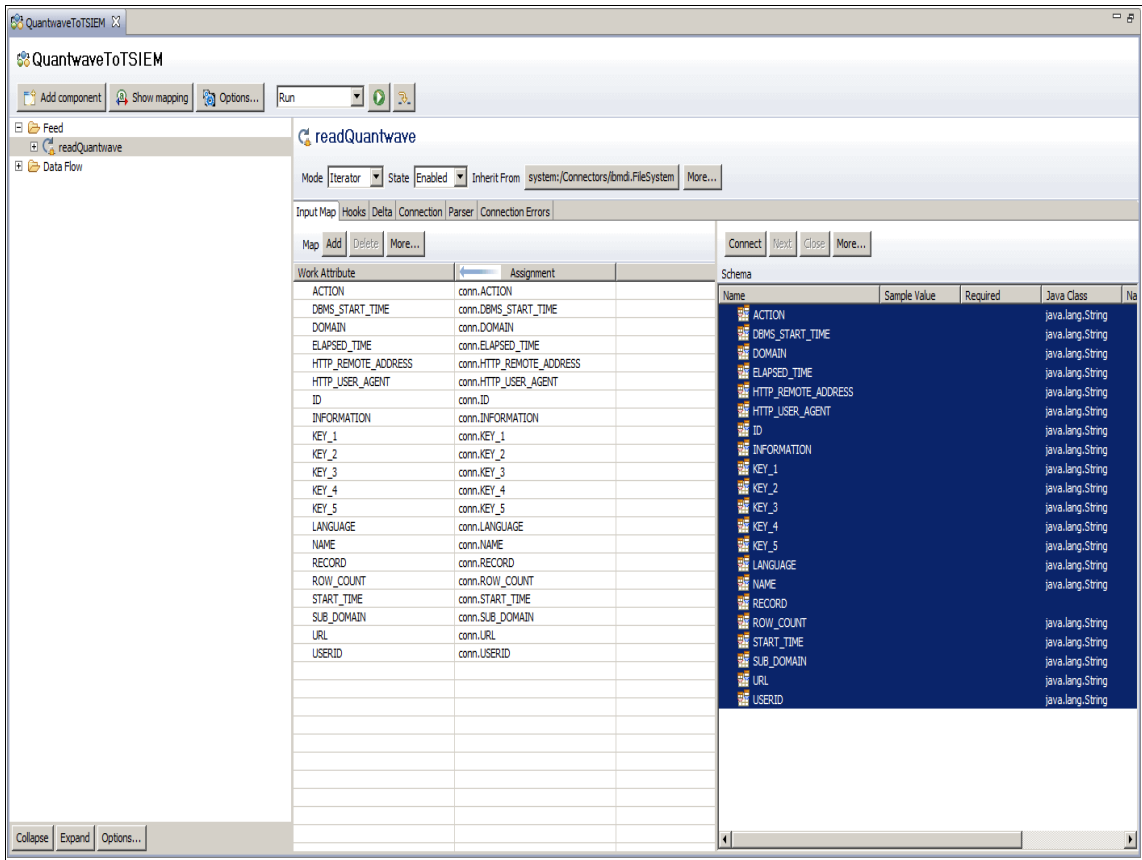 QuantwaveToTSIEM
QuantwaveToTSIEM
Add component Show mapping Options... Run
Feed
readQuantwave
Data Flow
readQuantwave
Mode Iterator State Enabled Inherit From system:/Connectors/ibmdi.FileSystem More...
Input Map Hooks Delta Connection Parser Connection Errors
Map Add Delete More...
Work Attribute Assignment
ACTION conn.ACTION
DBMS_START_TIME conn.DBMS_START_TIME
DOMAIN conn.DOMAIN
ELAPSED_TIME conn.ELAPSED_TIME
HTTP_REMOTE_ADDRESS conn.HTTP_REMOTE_ADDRESS
HTTP_USER_AGENT conn.HTTP_USER_AGENT
ID conn.ID
INFORMATION conn.INFORMATION
KEY_1 conn.KEY_1
KEY_2 conn.KEY_2
KEY_3 conn.KEY_3
KEY_4 conn.KEY_4
KEY_5 conn.KEY_5
LANGUAGE conn.LANGUAGE
NAME conn.NAME
RECORD conn.RECORD
ROW_COUNT conn.ROW_COUNT
START_TIME conn.START_TIME
SUB_DOMAIN conn.SUB_DOMAIN
URL conn.URL
USERID conn.USERID
Connect Next Close More...
Schema
Name Sample Value Required Java Class Na
ACTION java.lang.String
DBMS_START_TIME java.lang.String
DOMAIN java.lang.String
ELAPSED_TIME java.lang.String
HTTP_REMOTE_ADDRESS java.lang.String
HTTP_USER_AGENT java.lang.String
ID java.lang.String
INFORMATION java.lang.String
KEY_1 java.lang.String
KEY_2 java.lang.String
KEY_3 java.lang.String
KEY_4 java.lang.String
KEY_5 java.lang.String
LANGUAGE java.lang.String
NAME java.lang.String
RECORD
ROW_COUNT java.lang.String
START_TIME java.lang.String
SUB_DOMAIN java.lang.String
URL java.lang.String
USERID java.lang.String
Collapse Expand Options...